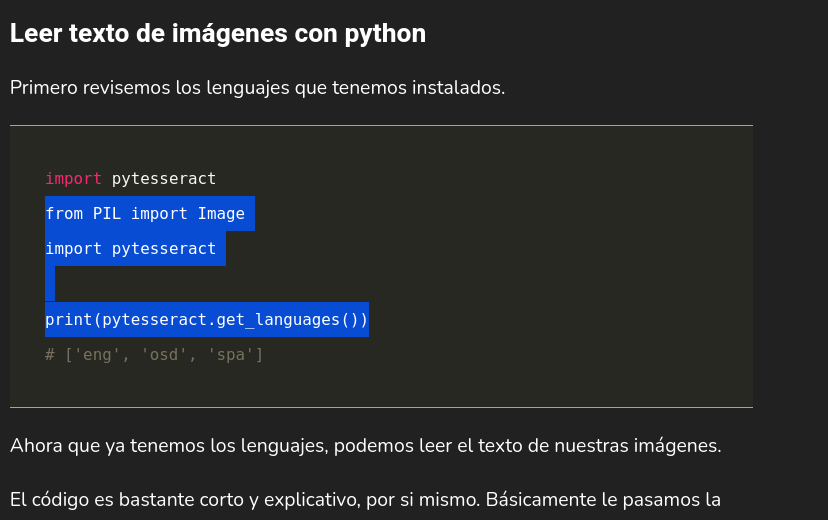 Leer texto de imágenes con python
Primero revisemos los lenguajes que tenemos instalados.
import pytesseract
from PIL import Image
import pytesseract
print(pytesseract.get_languages())
# ['eng', 'osd', 'spa']
Ahora que ya tenemos los lenguajes, podemos leer el texto de nuestras imágenes.
El código es bastante corto y explicativo, por si mismo. Básicamente le pasamos la